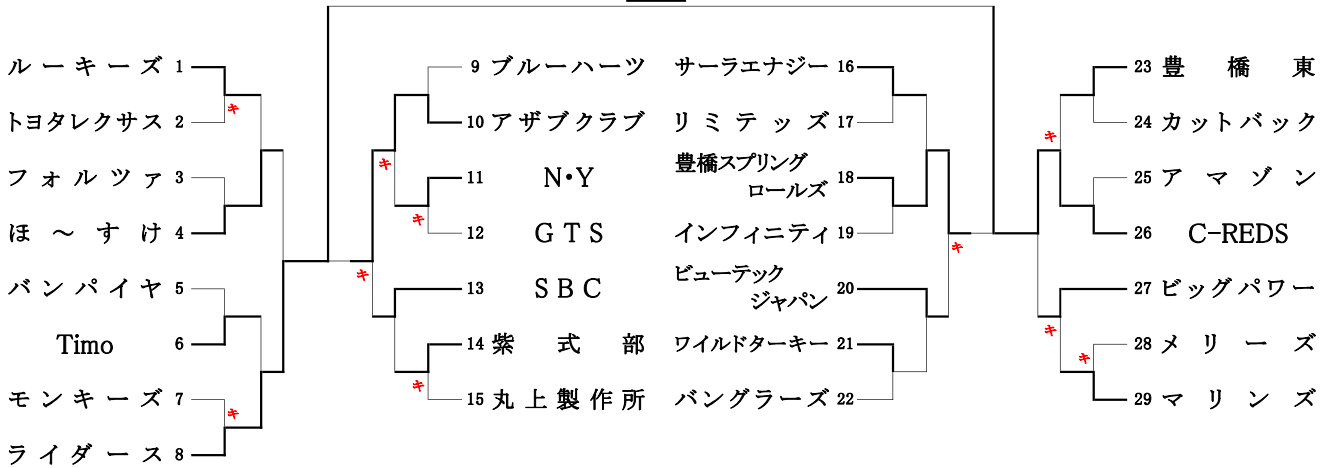 ルーキーズ 1
トヨタレクサス 2
フォルツァ 3
ほ～すけ 4
バンパイヤ 5
Timo 6
モンキーズ 7
ライダース 8
キ
キ
9 ブルーハーツ
10 アザブクラブ
11 N・Y
12 GTS
13 SBC
14 紫式部
15 丸上製作所
キ
キ
キ
キ
サーラエナジー 16
リミテッズ 17
豊橋スプリング
ロールズ 18
インフィニティ 19
ビューテック
ジャパン 20
ワイルドターキー 21
バングラーズ 22
キ
23 豊橋東
24 カットバック
25 アマゾン
26 C-REDS
27 ビッグパワー
28 メリーズ
29 マリンズ
キ
キ
キ